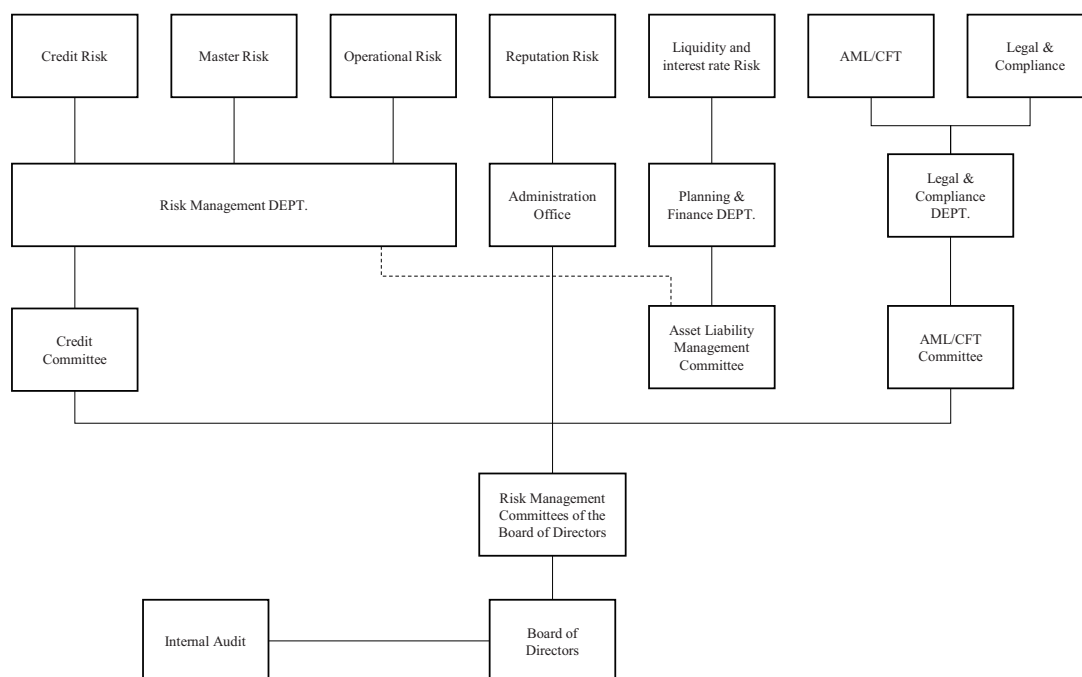 Credit Risk
Master Risk
Operational Risk
Reputation Risk
Liquidity and
interest rate Risk
AML/CFT
Legal &
Compliance
Risk Management DEPT.
Administration
Office
Planning &
Finance DEPT.
Legal &
Compliance
DEPT.
Credit
Committee
Asset Liability
Management
Committee
AML/CFT
Committee
Risk Management
Committees of the
Board of Directors
Internal Audit
Board of
Directors